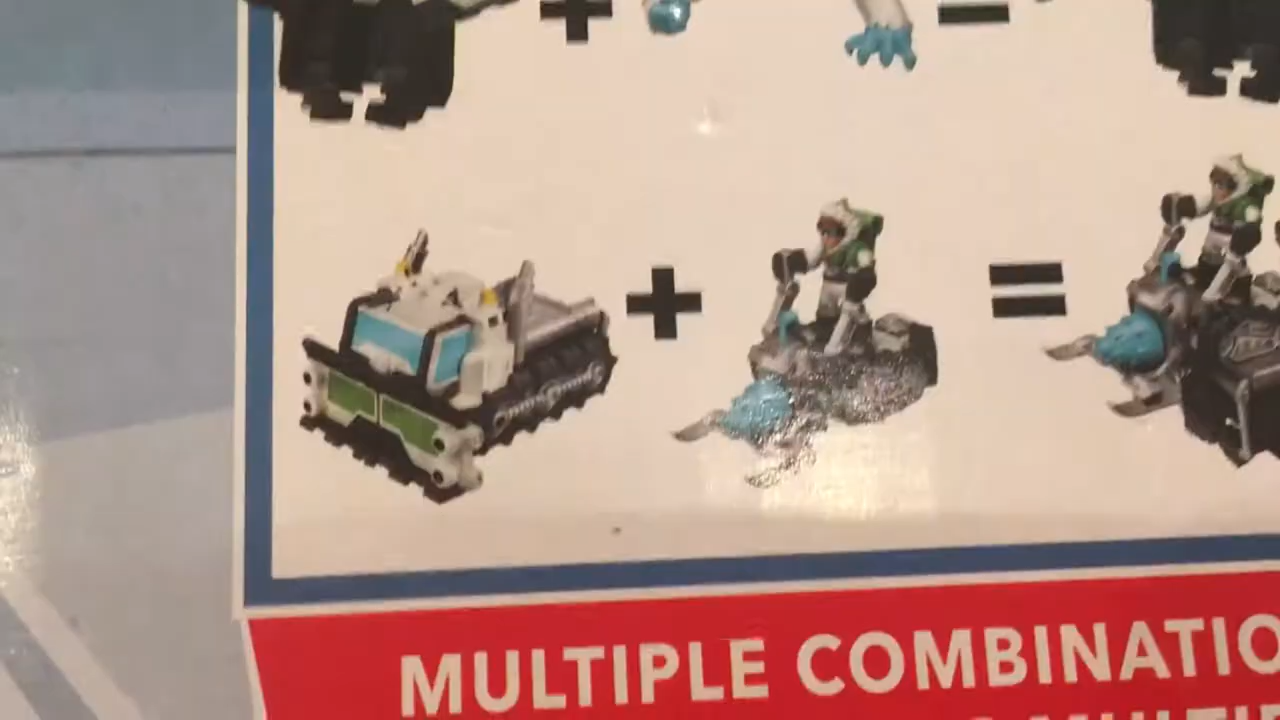 + =
+ =
MULTIPLE COMBINATIO